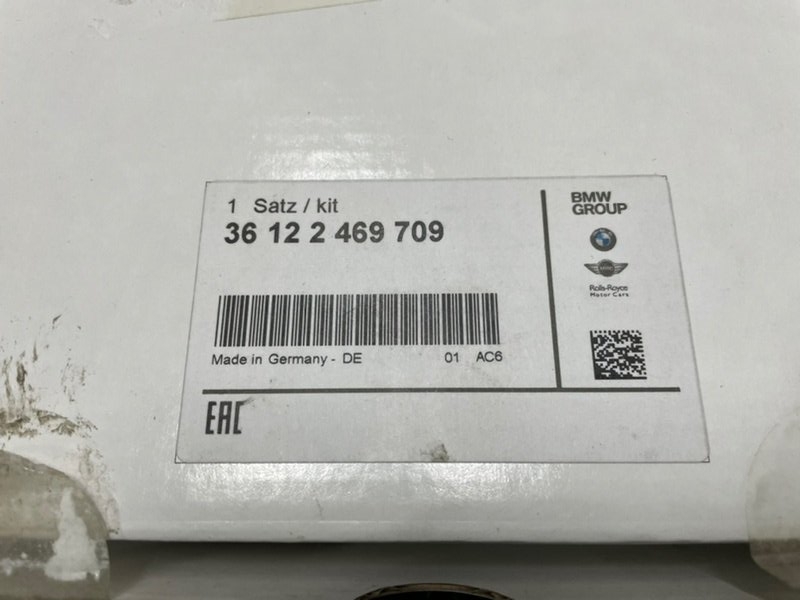 1 Satz / kit
36 12 2 469 709
Made in Germany - DE 01 AC6
BMW
GROUP
Rolls-Royce
Motor Cars
EAC